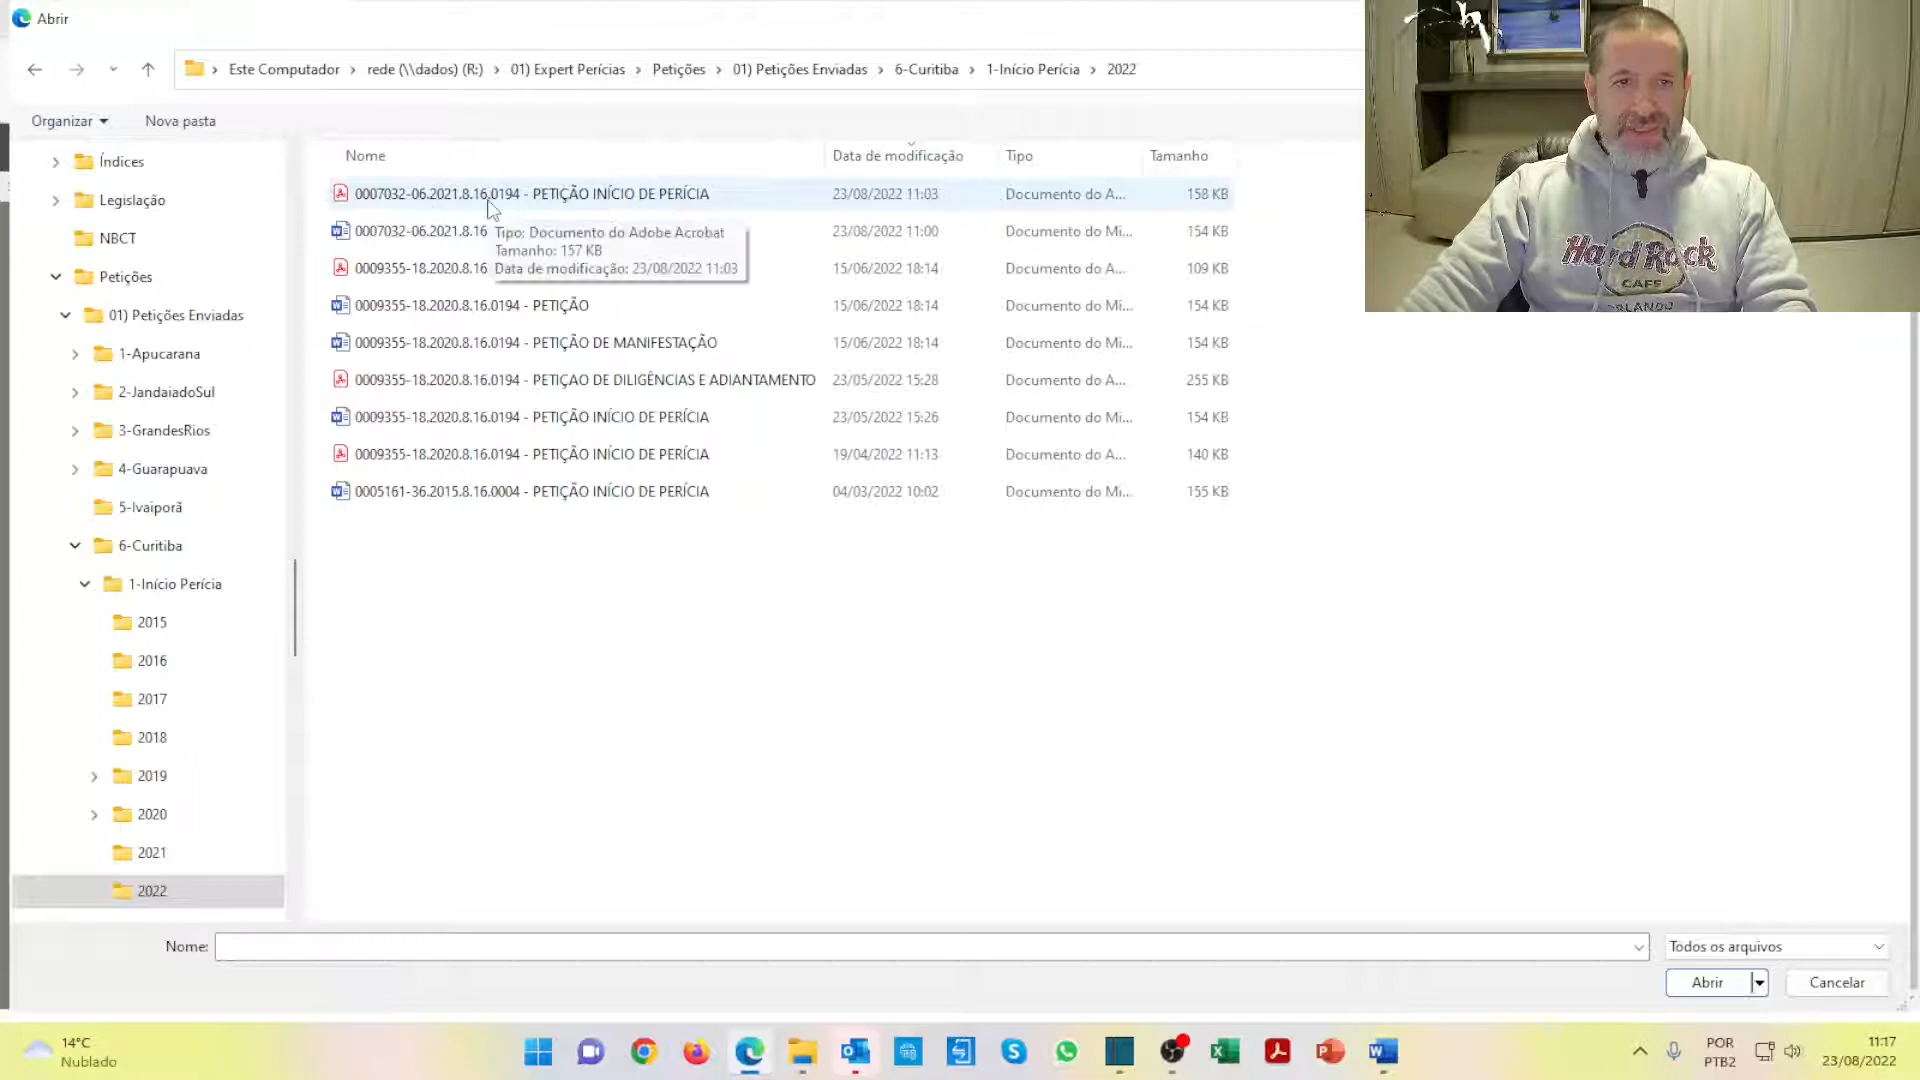 Abrir
Este Computador > rede (\\dados) (R:) > 01) Expert Perícias > Petições > 01) Petições Enviadas > 6-Curitiba > 1-Início Perícia > 2022
Organizar Nova pasta
Nome Data de modificação Tipo Tamanho
0007032-06.2021.8.16.0194 - PETIÇÃO INÍCIO DE PERÍCIA 23/08/2022 11:03 Documento do A... 158 KB
0007032-06.2021.8.16 23/08/2022 11:00 Documento do Mi... 154 KB
0009355-18.2020.8.16 15/06/2022 18:14 Documento do A... 109 KB
0009355-18.2020.8.16.0194 - PETIÇÃO 15/06/2022 18:14 Documento do Mi... 154 KB
0009355-18.2020.8.16.0194 - PETIÇÃO DE MANIFESTAÇÃO 15/06/2022 18:14 Documento do Mi... 154 KB
0009355-18.2020.8.16.0194 - PETIÇAO DE DILIGÊNCIAS E ADIANTAMENTO 23/05/2022 15:28 Documento do A... 255 KB
0009355-18.2020.8.16.0194 - PETIÇÃO INÍCIO DE PERÍCIA 23/05/2022 15:26 Documento do Mi... 154 KB
0009355-18.2020.8.16.0194 - PETIÇÃO INÍCIO DE PERÍCIA 19/04/2022 11:13 Documento do A... 140 KB
0005161-36.2015.8.16.0004 - PETIÇÃO INÍCIO DE PERÍCIA 04/03/2022 10:02 Documento do Mi... 155 KB
Tipo: Documento do Adobe Acrobat
Tamanho: 157 KB
Data de modificação: 23/08/2022 11:03
Índices
Legislação
NBCT
Petições
01) Petições Enviadas
1-Apucarana
2-JandaiadoSul
3-GrandesRios
4-Guarapuava
5-Ivaiporã
6-Curitiba
1-Início Perícia
2015
2016
2017
2018
2019
2020
2021
2022
Hard Rock
CAFE
ORLANDO
Nome: Todos os arquivos
Abrir Cancelar
14°C
Nublado
POR
PTB2
11:17
23/08/2022